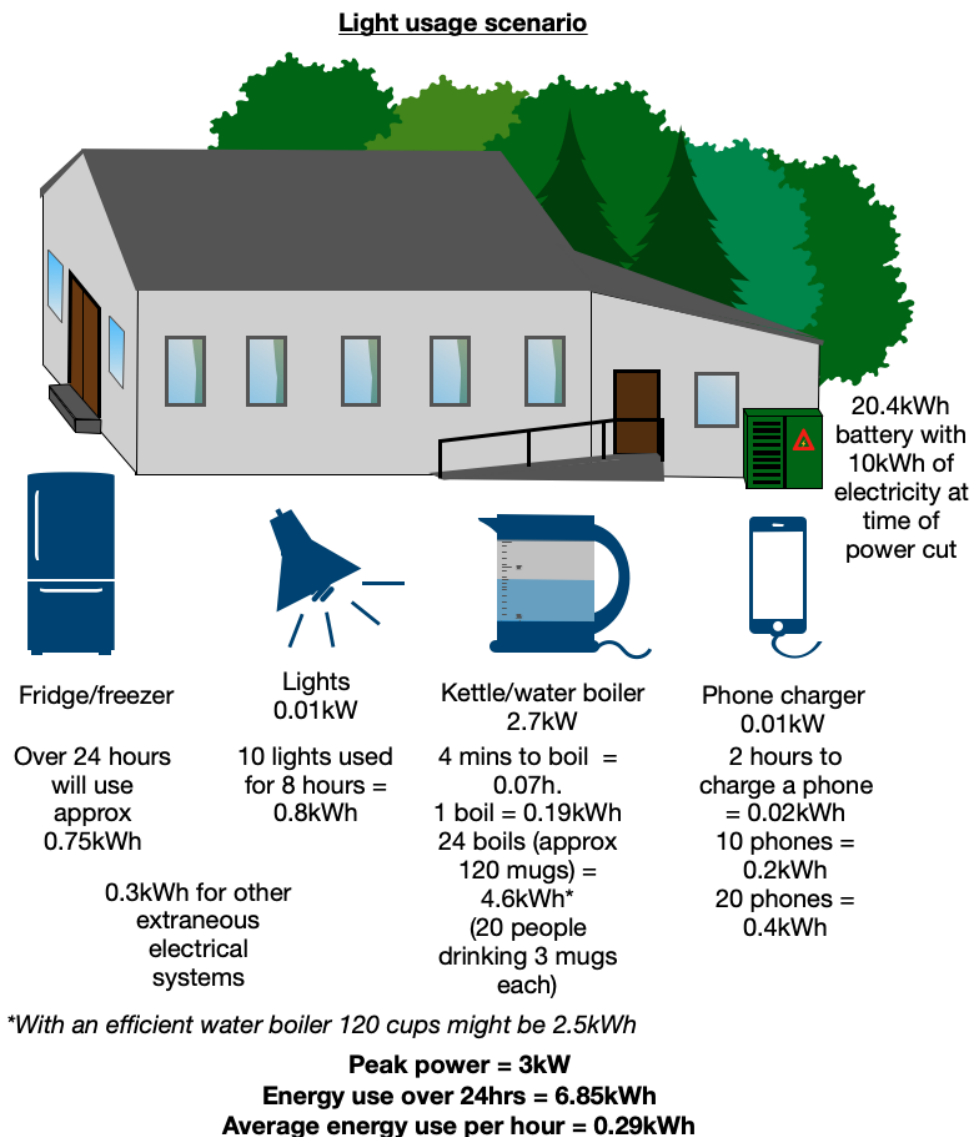 Light usage scenario
20.4kWh
battery with
10kWh of
electricity at
time of
power cut
Fridge/freezer
Over 24 hours
will use
approx
0.75kWh
Lights
0.01kW
10 lights used
for 8 hours =
0.8kWh
0.3kWh for other
extraneous
electrical
systems
Kettle/water boiler
2.7kW
4 mins to boil =
0.07h.
1 boil = 0.19kWh
24 boils (approx
120 mugs) =
4.6kWh*
(20 people
drinking 3 mugs
each)
Phone charger
0.01kW
2 hours to
charge a phone
= 0.02kWh
10 phones =
0.2kWh
20 phones =
0.4kWh
*With an efficient water boiler 120 cups might be 2.5kWh
Peak power = 3kW
Energy use over 24hrs = 6.85kWh
Average energy use per hour = 0.29kWh